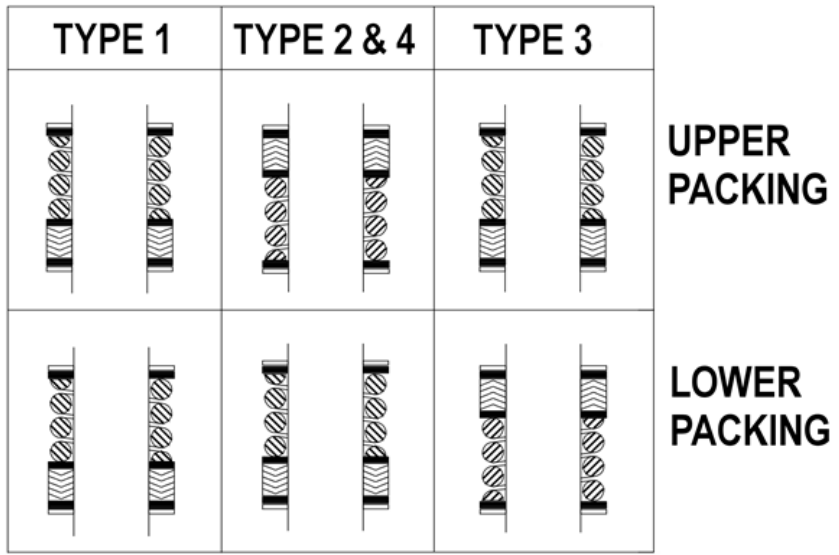 TYPE 1
TYPE 2 & 4
TYPE 3
UPPER
PACKING
LOWER
PACKING